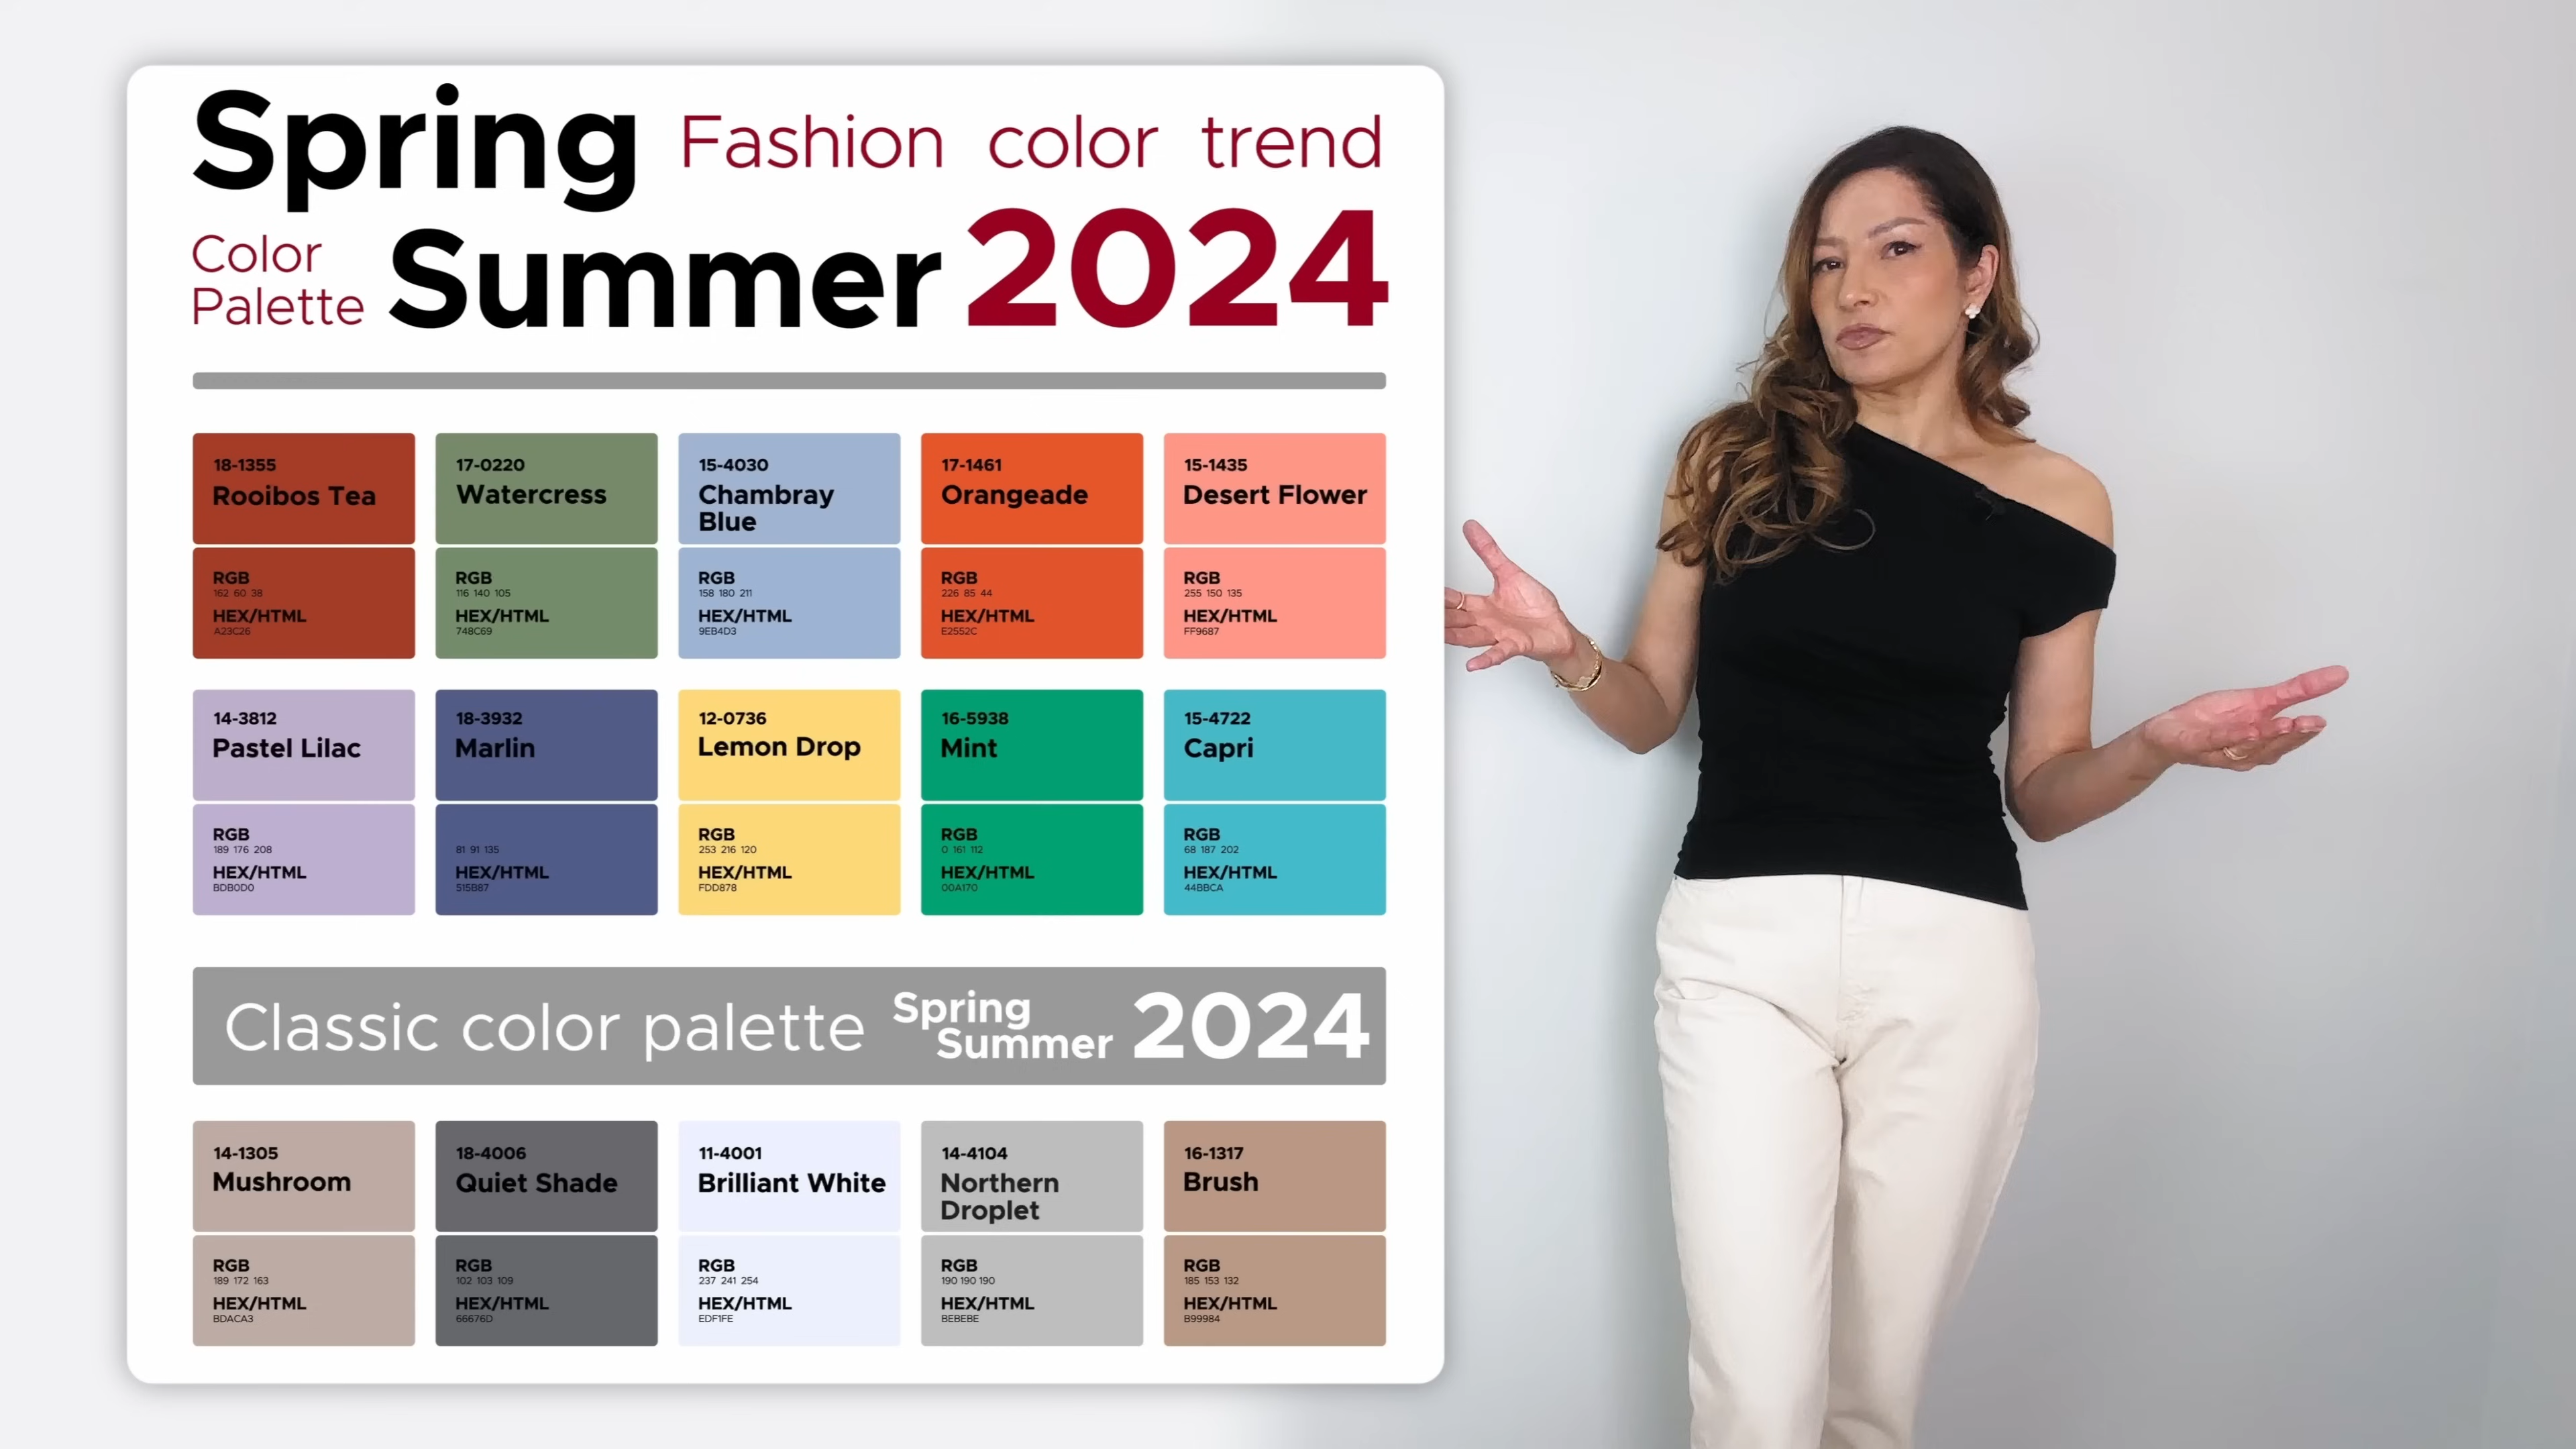 Spring Fashion color trend
Color
Palette Summer 2024
18-1355
Rooibos Tea
RGB
162 60 38
HEX/HTML
A23C26
17-0220
Watercress
RGB
116 140 105
HEX/HTML
748C69
15-4030
Chambray
Blue
RGB
158 180 211
HEX/HTML
9EB4D3
17-1461
Orangeade
RGB
226 85 44
HEX/HTML
E2552C
15-1435
Desert Flower
RGB
255 150 135
HEX/HTML
FF9687
14-3812
Pastel Lilac
RGB
189 176 208
HEX/HTML
BDB0D0
18-3932
Marlin
81 91 135
HEX/HTML
515B87
12-0736
Lemon Drop
RGB
253 216 120
HEX/HTML
FDD878
16-5938
Mint
RGB
0 161 112
HEX/HTML
00A170
15-4722
Capri
RGB
68 187 202
HEX/HTML
44BBCA
Classic color palette Spring
Summer 2024
14-1305
Mushroom
RGB
189 172 163
HEX/HTML
BDACA3
18-4006
Quiet Shade
RGB
102 103 109
HEX/HTML
66676D
11-4001
Brilliant White
RGB
237 241 254
HEX/HTML
EDF1FE
14-4104
Northern
Droplet
RGB
190 190 190
HEX/HTML
BEBEBE
16-1317
Brush
RGB
185 153 132
HEX/HTML
B99984